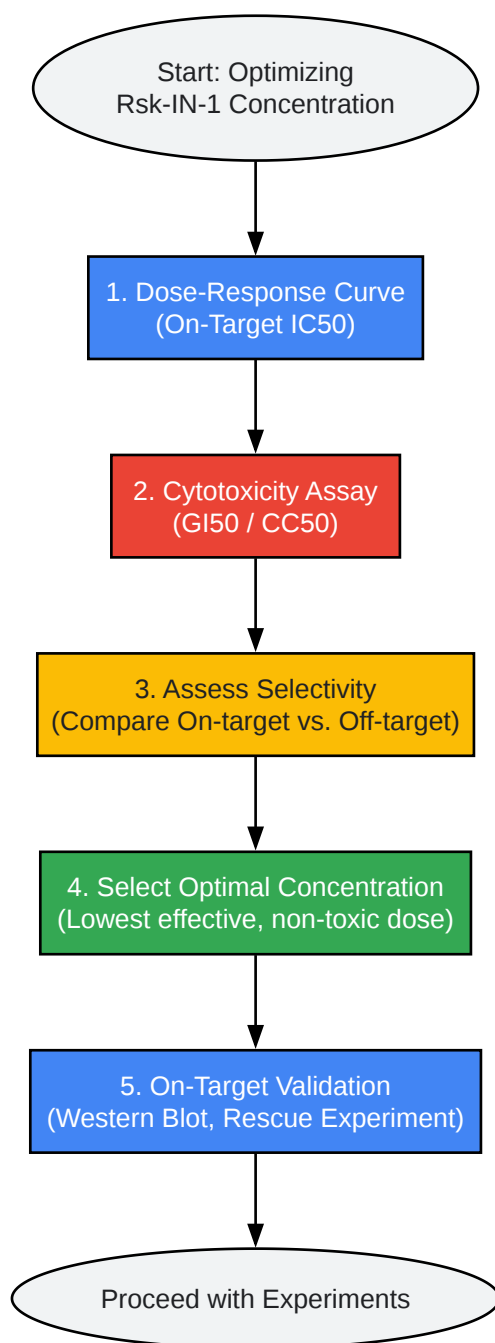 Start: Optimizing
Rsk-IN-1 Concentration
1. Dose-Response Curve
(On-Target IC50)
2. Cytotoxicity Assay
(GI50 / CC50)
3. Assess Selectivity
(Compare On-target vs. Off-target)
4. Select Optimal Concentration
(Lowest effective, non-toxic dose)
5. On-Target Validation
(Western Blot, Rescue Experiment)
Proceed with Experiments